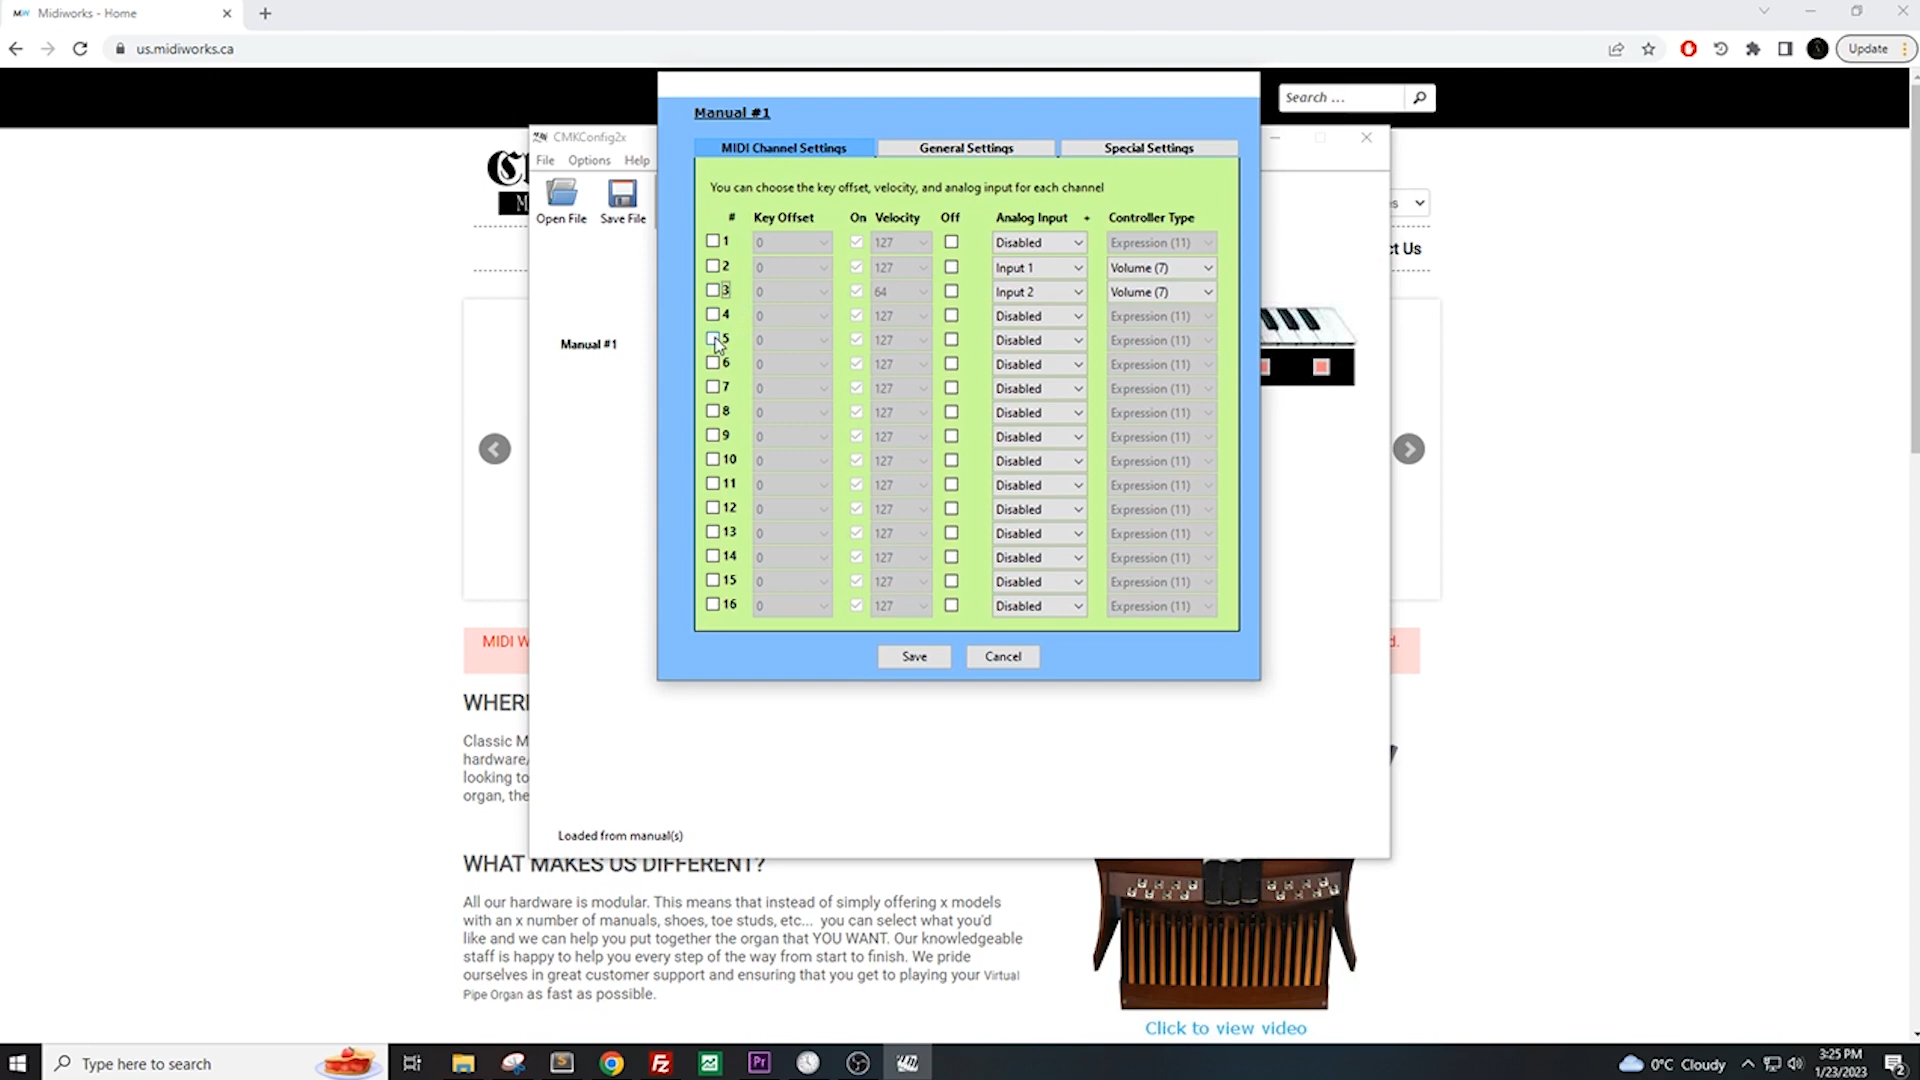 Midiworks - Home
us.midiworks.ca
Update
Search ...
Manual #1
CMKConfig2x
MIDI Channel Settings General Settings Special Settings
File Options Help
You can choose the key offset, velocity, and analog input for each channel
Open File Save File
# Key Offset On Velocity Off Analog Input + Controller Type
1 0 127 Disabled Expression (11)
2 0 127 Input 1 Volume (7)
3 0 64 Input 2 Volume (7)
4 0 127 Disabled Expression (11)
5 0 127 Disabled Expression (11)
6 0 127 Disabled Expression (11)
7 0 127 Disabled Expression (11)
8 0 127 Disabled Expression (11)
9 0 127 Disabled Expression (11)
10 0 127 Disabled Expression (11)
11 0 127 Disabled Expression (11)
12 0 127 Disabled Expression (11)
13 0 127 Disabled Expression (11)
14 0 127 Disabled Expression (11)
15 0 127 Disabled Expression (11)
16 0 127 Disabled Expression (11)
ct Us
Manual #1
Save Cancel
MIDI W
d.
WHERE
Classic M
hardware/
looking to
organ, the
Loaded from manual(s)
WHAT MAKES US DIFFERENT?
All our hardware is modular. This means that instead of simply offering x models
with an x number of manuals, shoes, toe studs, etc... you can select what you'd
like and we can help you put together the organ that YOU WANT. Our knowledgeable
staff is happy to help you every step of the way from start to finish. We pride
ourselves in great customer support and ensuring that you get to playing your Virtual
Pipe Organ as fast as possible.
Click to view video
Type here to search
0°C Cloudy
3:25 PM
1/23/2023
2